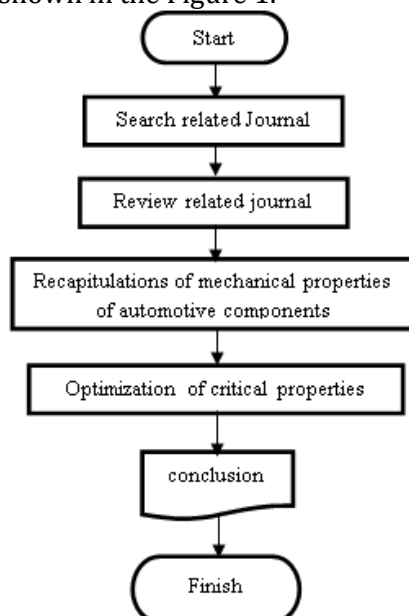 shown in the Figure 1.
Start
Search related Journal
Review related journal
Recapitulations of mechanical properties
of automotive components
Optimization of critical properties
conclusion
Finish